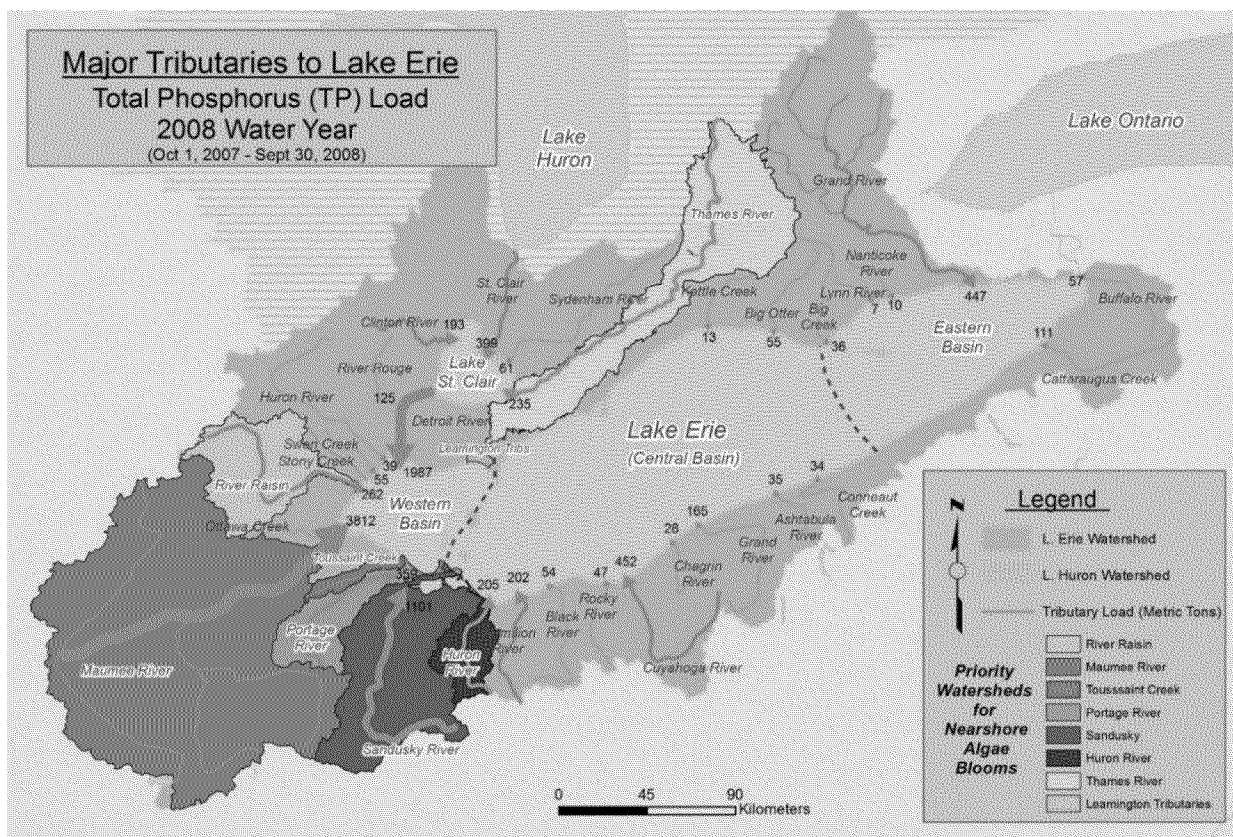 Major Tributaries to Lake Erie
Total Phosphorus (TP) Load
2008 Water Year
(Oct 1, 2007 - Sept 30, 2008)
Lake
Huron
Lake Ontario
Grand River
Thames River
Nanticoke
River
St. Clair
River
Sydenham River
Kettle Creek
Lynn River
7
10
447
57
Buffalo River
Clinton River
193
399
Big Otter
Big
Creek
13
55
36
Eastern
Basin
111
Cattaraugus Creek
River Rouge
Lake
St. Clair
61
Huron River
125
235
Detroit River
Lake Erie
(Central Basin)
Swan Creek
Stony Creek
Leamington Tribs
39
1987
55
262
River Raisin
Western
Basin
34
35
Conneaut
Creek
Ottawa Creek
3812
165
28
Ashtabula
River
Grand
River
Toussaint Creek
359
1101
205
202
54
47
452
Chagrin
River
Rocky
River
Black
River
Portage
River
Huron
River
Maumee River
Cuyahoga River
Sandusky River
0
45
90
Kilometers
Legend
N
L. Erie Watershed
L. Huron Watershed
Tributary Load (Metric Tons)
Priority
Watersheds
for
Nearshore
Algae
Blooms
River Raisin
Maumee River
Tousssaint Creek
Portage River
Sandusky
Huron River
Thames River
Leamington Tributaries